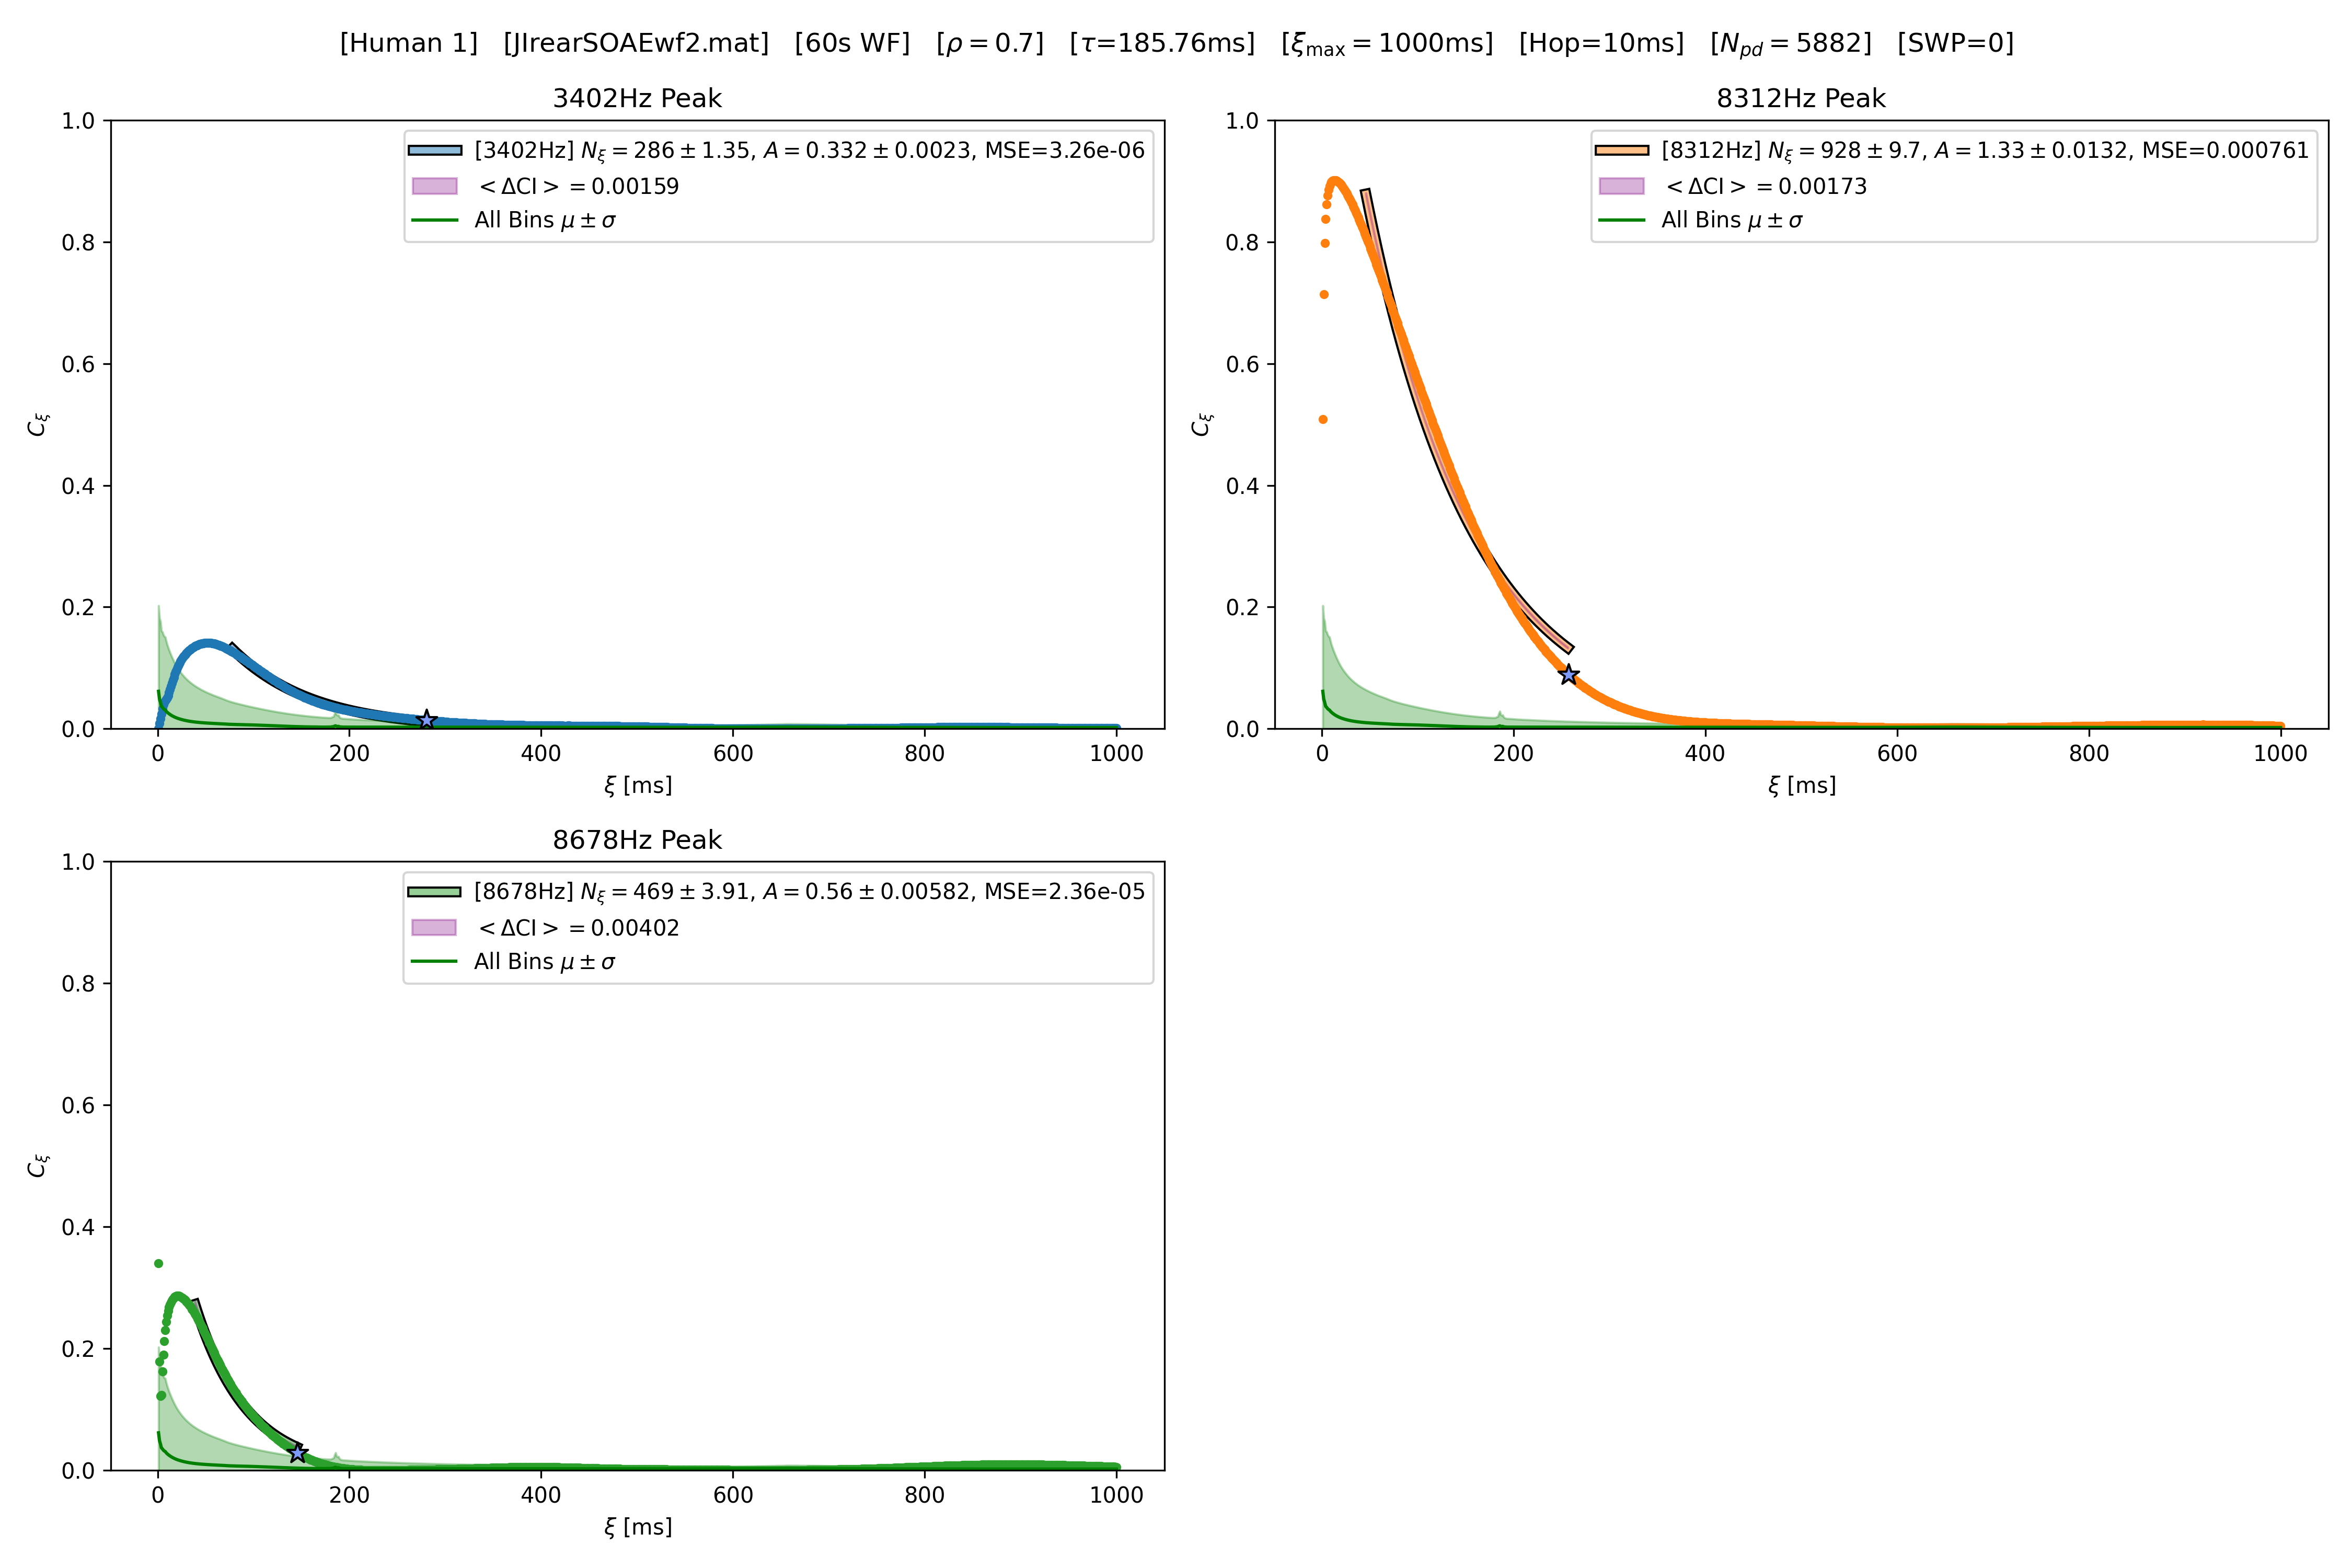 [Human 1] [JIrearSOAEwf2.mat] [60s WF] [ρ = 0.7] [τ=185.76ms] [ξmax = 1000ms] [Hop=10ms] [Npd = 5882] [SWP=0]
3402Hz Peak
1.0
0.8
0.6
0.4
0.2
0.0
Cξ
[3402Hz] Nξ = 286 ± 1.35, A = 0.332 ± 0.0023, MSE=3.26e-06
< ΔCI > = 0.00159
All Bins μ ± σ
0 200 400 600 800 1000
ξ [ms]
8312Hz Peak
1.0
0.8
0.6
0.4
0.2
0.0
Cξ
[8312Hz] Nξ = 928 ± 9.7, A = 1.33 ± 0.0132, MSE=0.000761
< ΔCI > = 0.00173
All Bins μ ± σ
0 200 400 600 800 1000
ξ [ms]
8678Hz Peak
1.0
0.8
0.6
0.4
0.2
0.0
Cξ
[8678Hz] Nξ = 469 ± 3.91, A = 0.56 ± 0.00582, MSE=2.36e-05
< ΔCI > = 0.00402
All Bins μ ± σ
0 200 400 600 800 1000
ξ [ms]